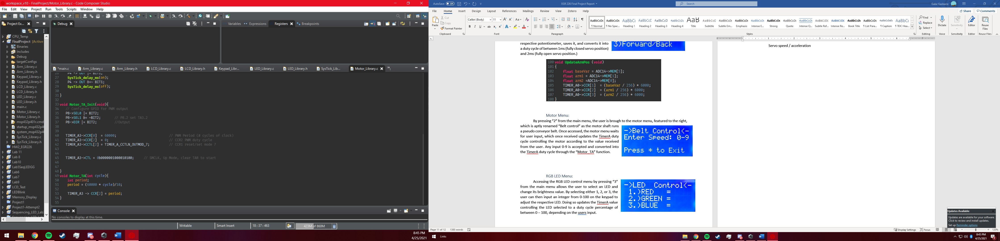 workspace_v10 - FinalProject/Motor_Library.c - Code Composer Studio
File Edit View Project Run Tools Scripts Window Help
Project Ex...
CPU_Temp
FinalProject [Active
Binaries
Includes
Debug
targetConfigs
Arm_Library.c
Arm_Library.h
Keypad_Library.c
Keypad_Library.h
LCD_Library.c
LCD_Library.h
LED_Library.c
LED_Library.h
main.c
Motor_Library.c
Motor_Library.h
msp432p401r.cmd
startup_msp432p4
system_msp432p4
SysTick_Library.c
SysTick_Library.h
HW2_EGR226
Lab 11
Lab 8
Lab10
Lab5SeqLEDGG
Lab6
Lab7
Lab9
LCD_Test
LEDBlink
Memory_Display
Project1
Project1-Attempt2
Sequencing_LED_Lab
Debug
Variables Expressions Registers Breakpoints
*main.c Arm_Library.c Arm_Library.h LCD_Library.c LCD_Library.h Keypad_Libr... LED_Library.c LED_Library.h SysTick_Lib... Motor_Library.c
26 P4 -> OUT |= BIT1;
27 SysTick_delay_ms(on);
28 P4 -> OUT &=~ BIT1;
29 SysTick_delay_ms(off);
30
31 }
32
33 void Motor_TA_Init(void){
34 // Configure GPIO for PWM output
35 P8->SEL0 |= BIT2;
36 P8->SEL1 &= ~BIT2; // P8.2 set TA3.2
37 P8->DIR |= BIT2; //Output
38
39
40 TIMER_A3->CCR[0] = 60000; // PWM Period (# cycles of clock)
41 TIMER_A3->CCR[2] = 0; // CCR2 PWM duty cycle
42 TIMER_A3->CCTL[2] = TIMER_A_CCTLN_OUTMOD_7; // CCR1 reset/set mode 7
43
44
45 TIMER_A3->CTL = 0b0000001000010100; // SMCLK, Up Mode, clear TAR to start
46
47
48 }
49 void Motor_TA(int cycle){
50 int period;
51 period = (60000 * cycle)/10;
52
53 TIMER_A3 -> CCR[2] = period;
54 }
55
Console
No consoles to display at this time.
Writable Smart Insert 18 : 37 : 463 423M of 860M
8:45 PM
4/25/2021
AutoSave Off EGR 226 Final Project Report Search Gabe Gasbarre
File Home Insert Draw Design Layout References Mailings Review View Zotero Help Share Comments
Paste Cut Copy Format Painter
Clipboard
Calibri (Body) 11
Font
Paragraph
AaBbCcDc AaBbCcDc
¶ Normal ¶ No Spac... Heading 1 Heading 2 Heading 3 Heading 4 Title Subtitle Subtle Em... Emphasis Intense E... Strong Quote Intense Q... Subtle Ref... Intense Re... Book Title ¶ List Para... ¶ Caption ¶ TOC Hea...
Styles
Find Replace Select
Editing
Dictate
Voice
Sensitivity
Sensitivity
Editor
Editor
Reuse Files
Reuse Files
respective potentiometer, saves it, and converts it into
a duty cycle of between 1ms (fully closed servo position)
and 2ms (fully open servo position.)
3)Forward/Back
100 void UpdateArmPos (void)
101 {
102 float baseVar = ADC14->MEM[5];
103 float arm1 = ADC14->MEM[1];
104 float arm2 =ADC14->MEM[0];
105 TIMER_A0->CCR[1] = (baseVar / 256) * 6000;
106 TIMER_A0->CCR[2] = (arm1 / 256) * 6000;
107 TIMER_A0->CCR[3] = (arm2 / 256) * 6000;
108 }
Motor Menu:
By pressing “2” from the main menu, the user is brough to the motor menu, featured to the right,
which is aptly renamed “Belt control” as the motor shaft runs
a pseudo conveyor belt. Once accessed, the motor menu waits
for user input, which once received updates the TimerA duty
cycle controlling the motor according to the value received
from the user. Any input 0-9 is accepted and converted into
the TimerA duty cycle through the “Motor_TA” function.
->Belt Control<-
Enter Speed: 0-9
Press * to Exit
RGB LED Menu:
Accessing the RGB LED control menu by pressing “3”
from the main menu allows the user to select an LED and
change its brightness value. By selecting either 1, 2, or 3, the
user can then input an integer from 0-100 on the keypad to
adjust the respective LED. Doing so updates the TimerA value
controlling the LED selected to a duty cycle percentage of
between 0 – 100, depending on the users input.
->LED Control<-
1.)RED =
2.)GREEN =
3.)BLUE =
Servo speed / acceleration
Updates Available
Updates are available for your software.
Click to review and install updates.
Set up Reminder options
Page 11 of 12 1385 words Display Settings Focus 120%
Links
8:45 PM
4/25/2021